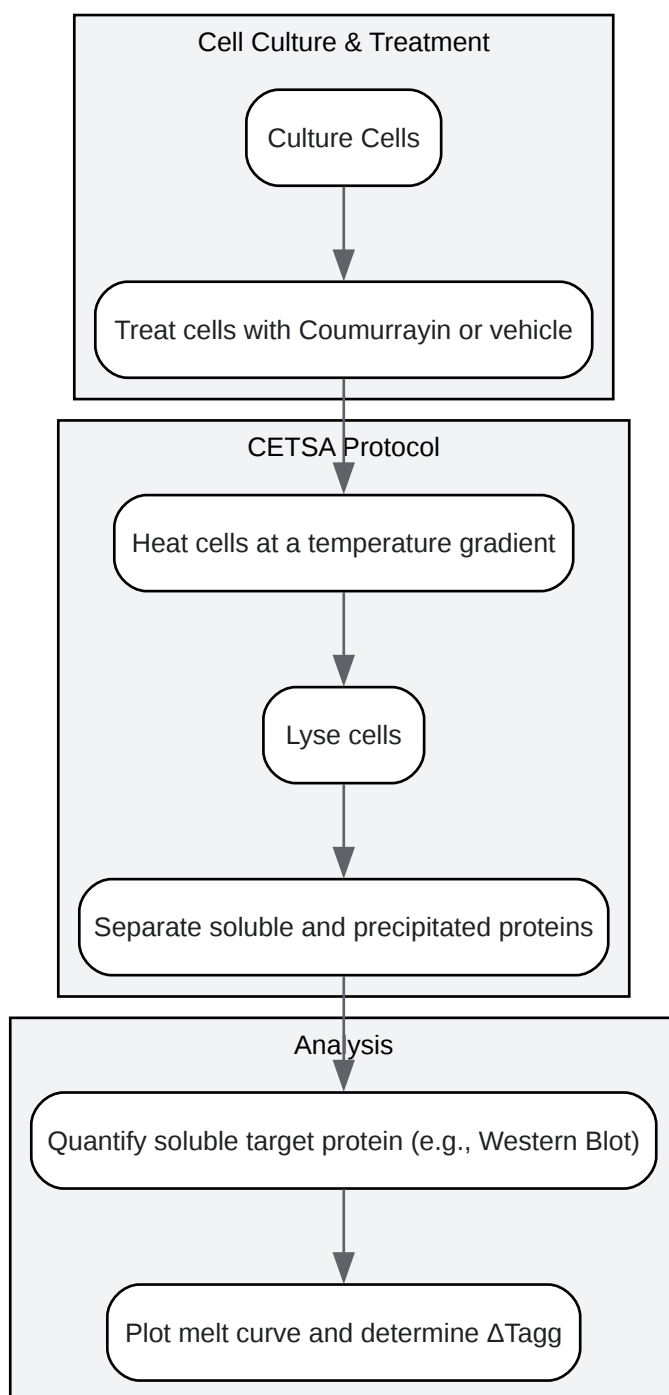 Cell Culture & Treatment
Culture Cells
Treat cells with Coumurrayin or vehicle
CETSA Protocol
Heat cells at a temperature gradient
Lyse cells
Separate soluble and precipitated proteins
Analysis
Quantify soluble target protein (e.g., Western Blot)
Plot melt curve and determine ΔTagg